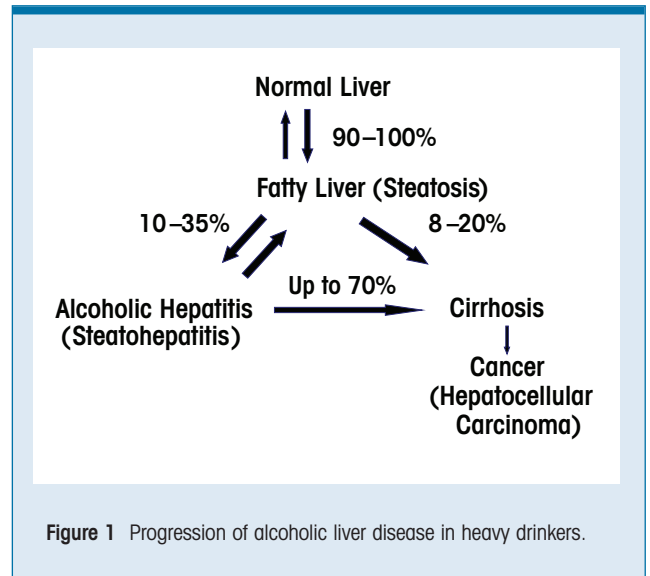 Normal Liver
90–100%
Fatty Liver (Steatosis)
10–35%
8–20%
Up to 70%
Alcoholic Hepatitis
(Steatohepatitis)
Cirrhosis
Cancer
(Hepatocellular
Carcinoma)
Figure 1 Progression of alcoholic liver disease in heavy drinkers.